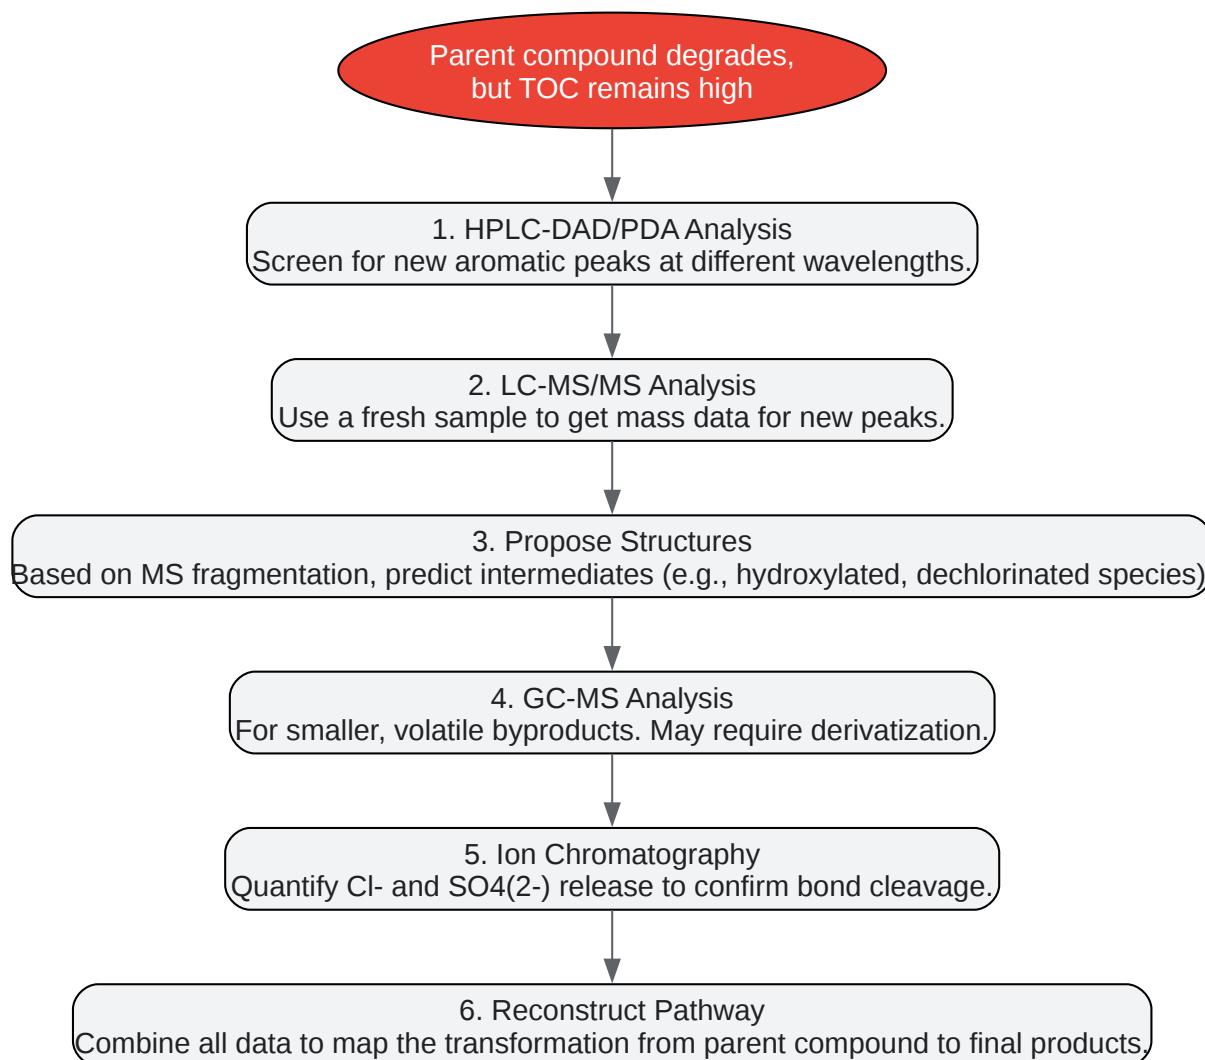 Parent compound degrades,
but TOC remains high
1. HPLC-DAD/PDA Analysis
Screen for new aromatic peaks at different wavelengths.
2. LC-MS/MS Analysis
Use a fresh sample to get mass data for new peaks.
3. Propose Structures
Based on MS fragmentation, predict intermediates (e.g., hydroxylated, dechlorinated species)
4. GC-MS Analysis
For smaller, volatile byproducts. May require derivatization.
5. Ion Chromatography
Quantify Cl- and SO4(2-) release to confirm bond cleavage.
6. Reconstruct Pathway
Combine all data to map the transformation from parent compound to final products.